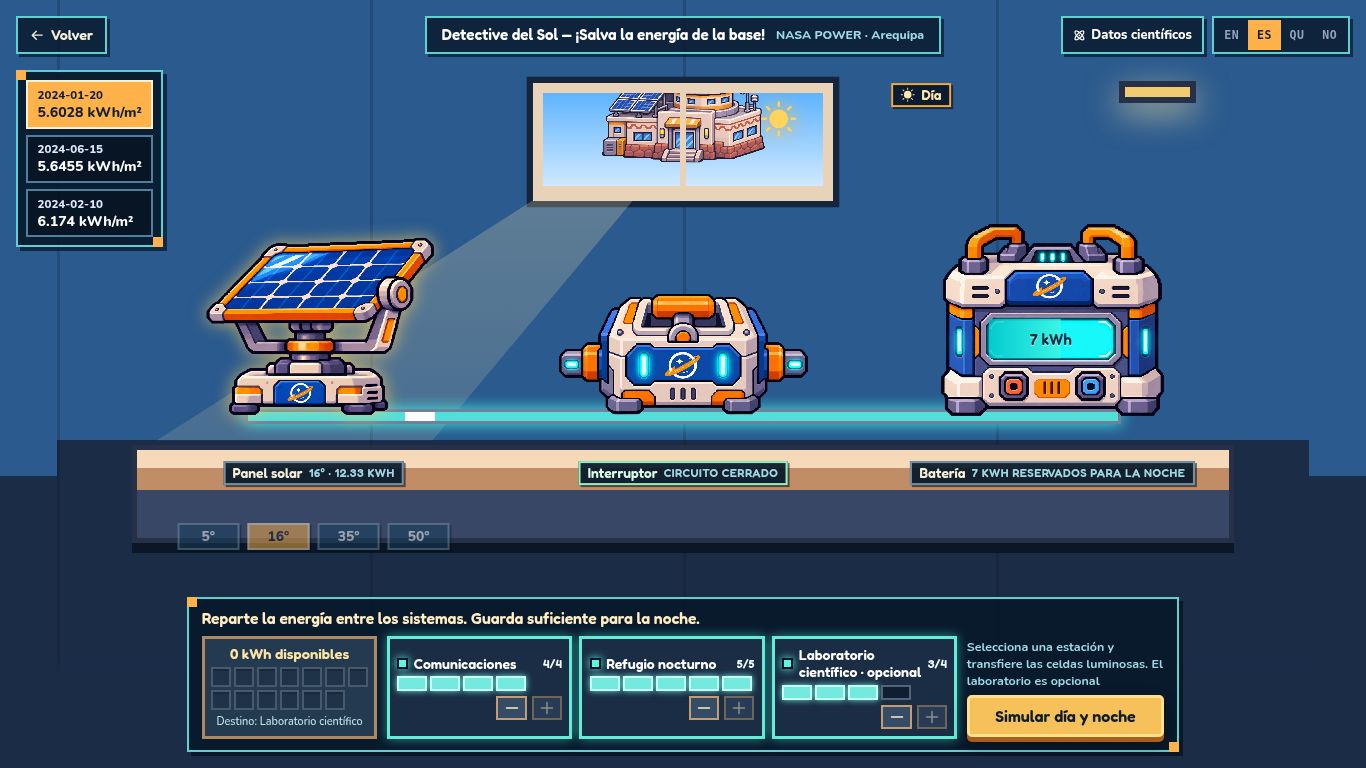 Volver
Detective del Sol — ¡Salva la energía de la base! NASA POWER · Arequipa
Datos científicos
EN ES QU NO
2024-01-20
5.6028 kWh/m²
2024-06-15
5.6455 kWh/m²
2024-02-10
6.174 kWh/m²
Día
7 kWh
Panel solar 16° · 12.33 KWH
Interruptor CIRCUITO CERRADO
Batería 7 KWH RESERVADOS PARA LA NOCHE
5° 16° 35° 50°
Reparte la energía entre los sistemas. Guarda suficiente para la noche.
0 kWh disponibles
Destino: Laboratorio científico
Comunicaciones 4/4
− +
Refugio nocturno 5/5
− +
Laboratorio
científico · opcional 3/4
− +
Selecciona una estación y
transfiere las celdas luminosas. El
laboratorio es opcional
Simular día y noche